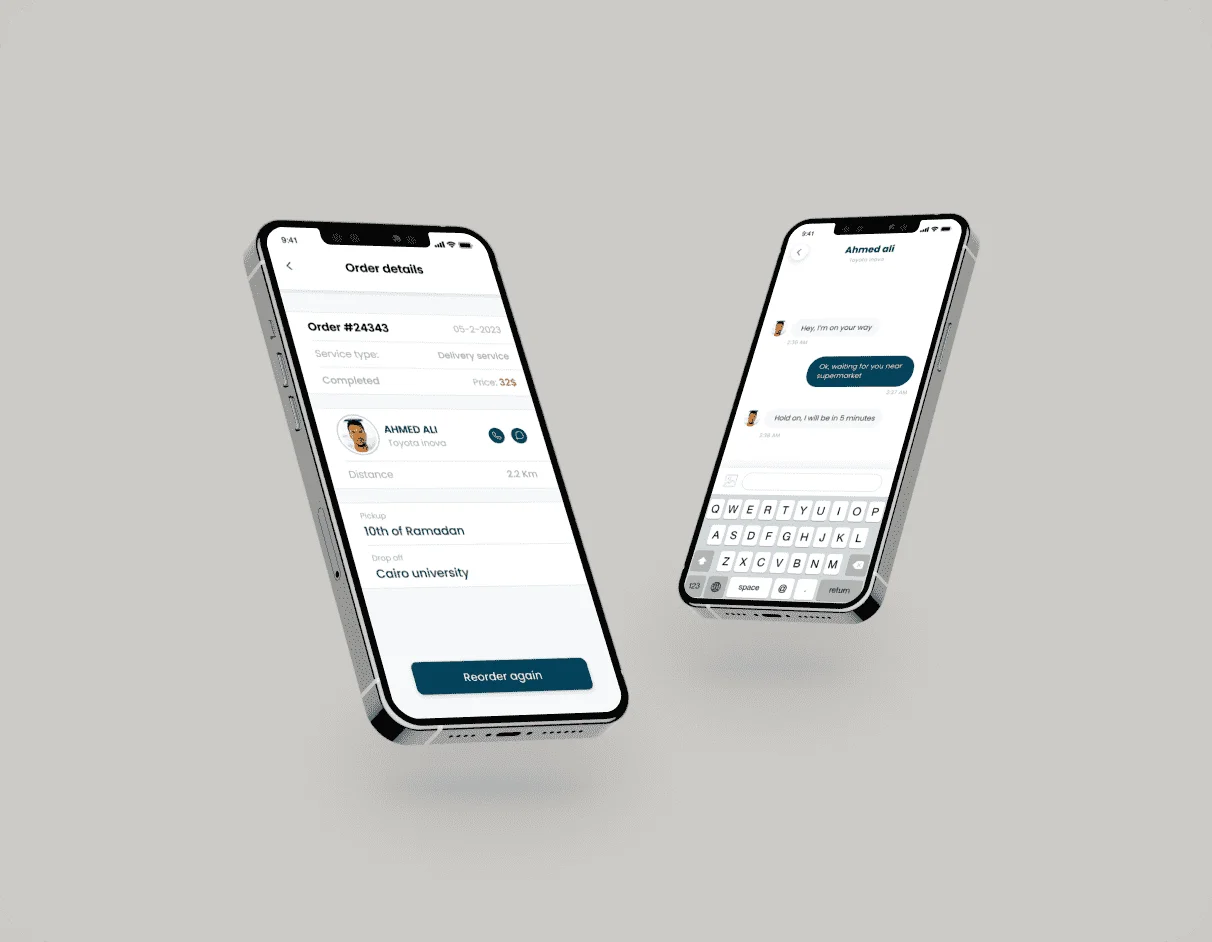 9:41
Order details
Order #24343
05-2-2023
Service type:
Delivery service
Completed
Price: 32$
AHMED ALI
Toyota inova
Distance
2.2 Km
Pickup
10th of Ramadan
Drop off
Cairo university
Reorder again
9:41
Ahmed ali
Toyota inova
Hey, I'm on your way
2:36 AM
Ok, waiting for you near
supermarket
2:37 AM
Hold on, I will be in 5 minutes
2:38 AM
Q W E R T Y U I O P
A S D F G H J K L
Z X C V B N M
123 space @ . return